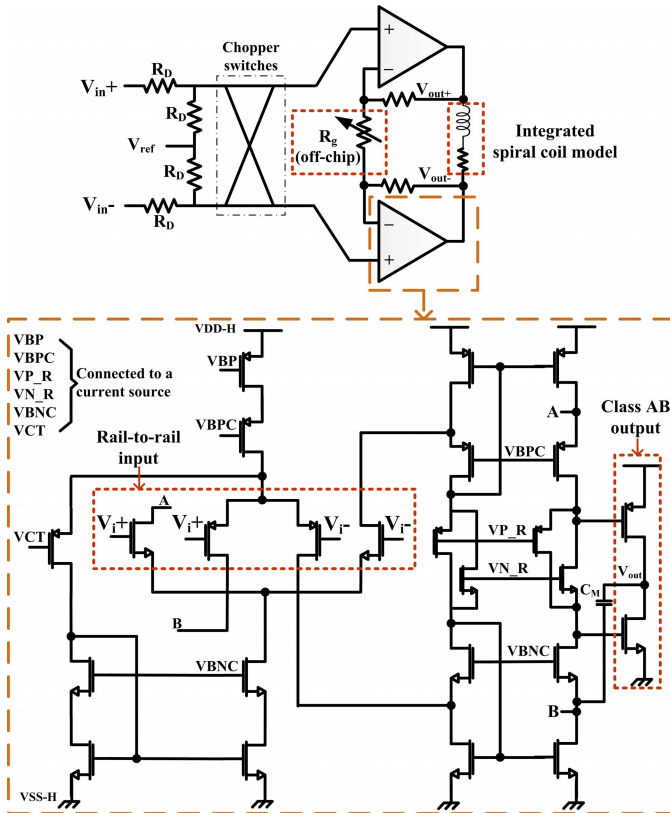 Chopper
switches
+
−
Vin+
RD
RD
Vout+
Vref
Rg
(off-chip)
Integrated
spiral coil model
RD
Vin-
RD
Vout-
−
+
VDD-H
VBP
VBPC
VP_R
VN_R
VBNC
VCT
Connected to a
current source
VBP
VBPC
Rail-to-rail
input
A
Class AB
output
VBPC
A
Vi+
Vi+
Vi-
Vi-
VCT
VP_R
VN_R
CM
Vout
B
VBNC
VBNC
B
VSS-H